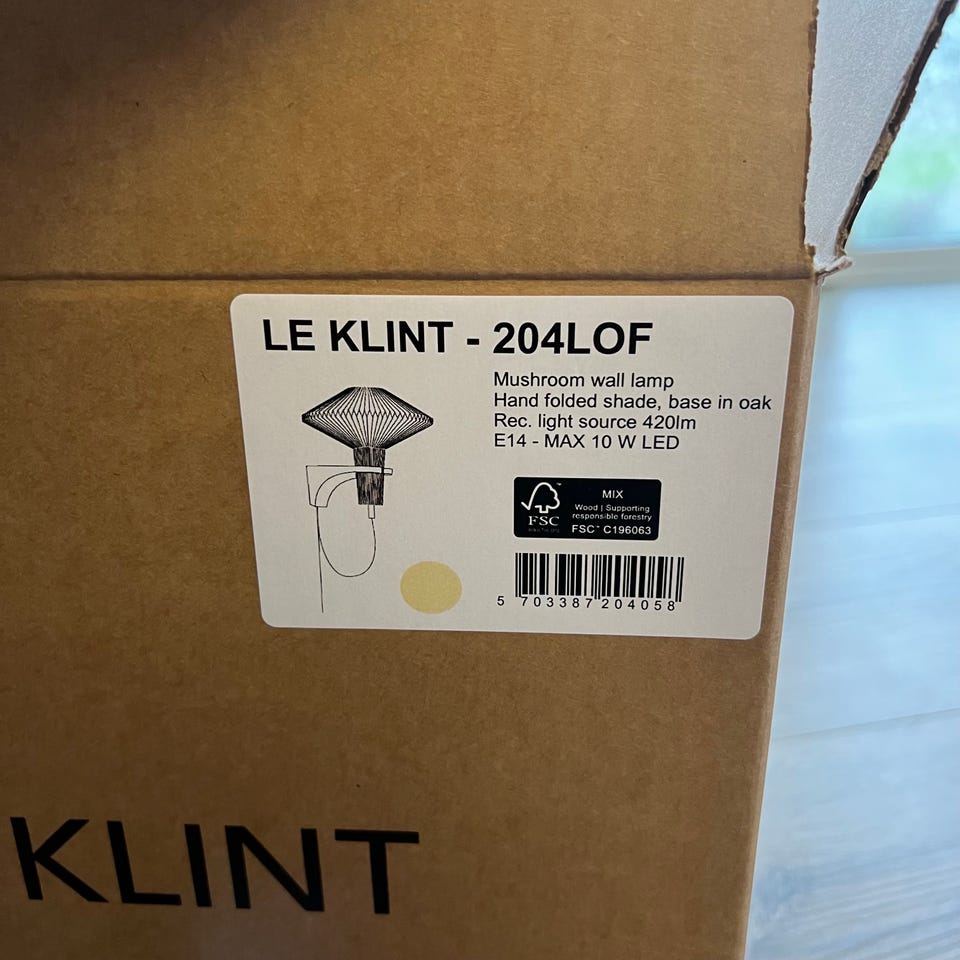 LE KLINT - 204LOF
Mushroom wall lamp
Hand folded shade, base in oak
Rec. light source 420lm
E14 - MAX 10 W LED
FSC
MIX
Wood | Supporting
responsible forestry
FSC™ C196063
5 703387 204058
KLINT